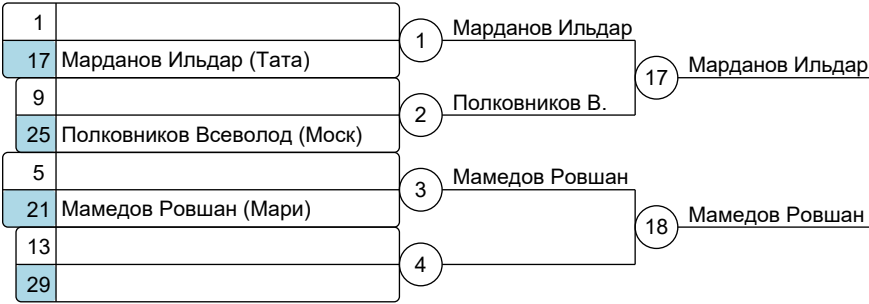 1
17 Марданов Ильдар (Тата)
9
25 Полковников Всеволод (Моск)
5
21 Мамедов Ровшан (Мари)
13
29
1 Марданов Ильдар
2 Полковников В.
3 Мамедов Ровшан
4
17 Марданов Ильдар
18 Мамедов Ровшан